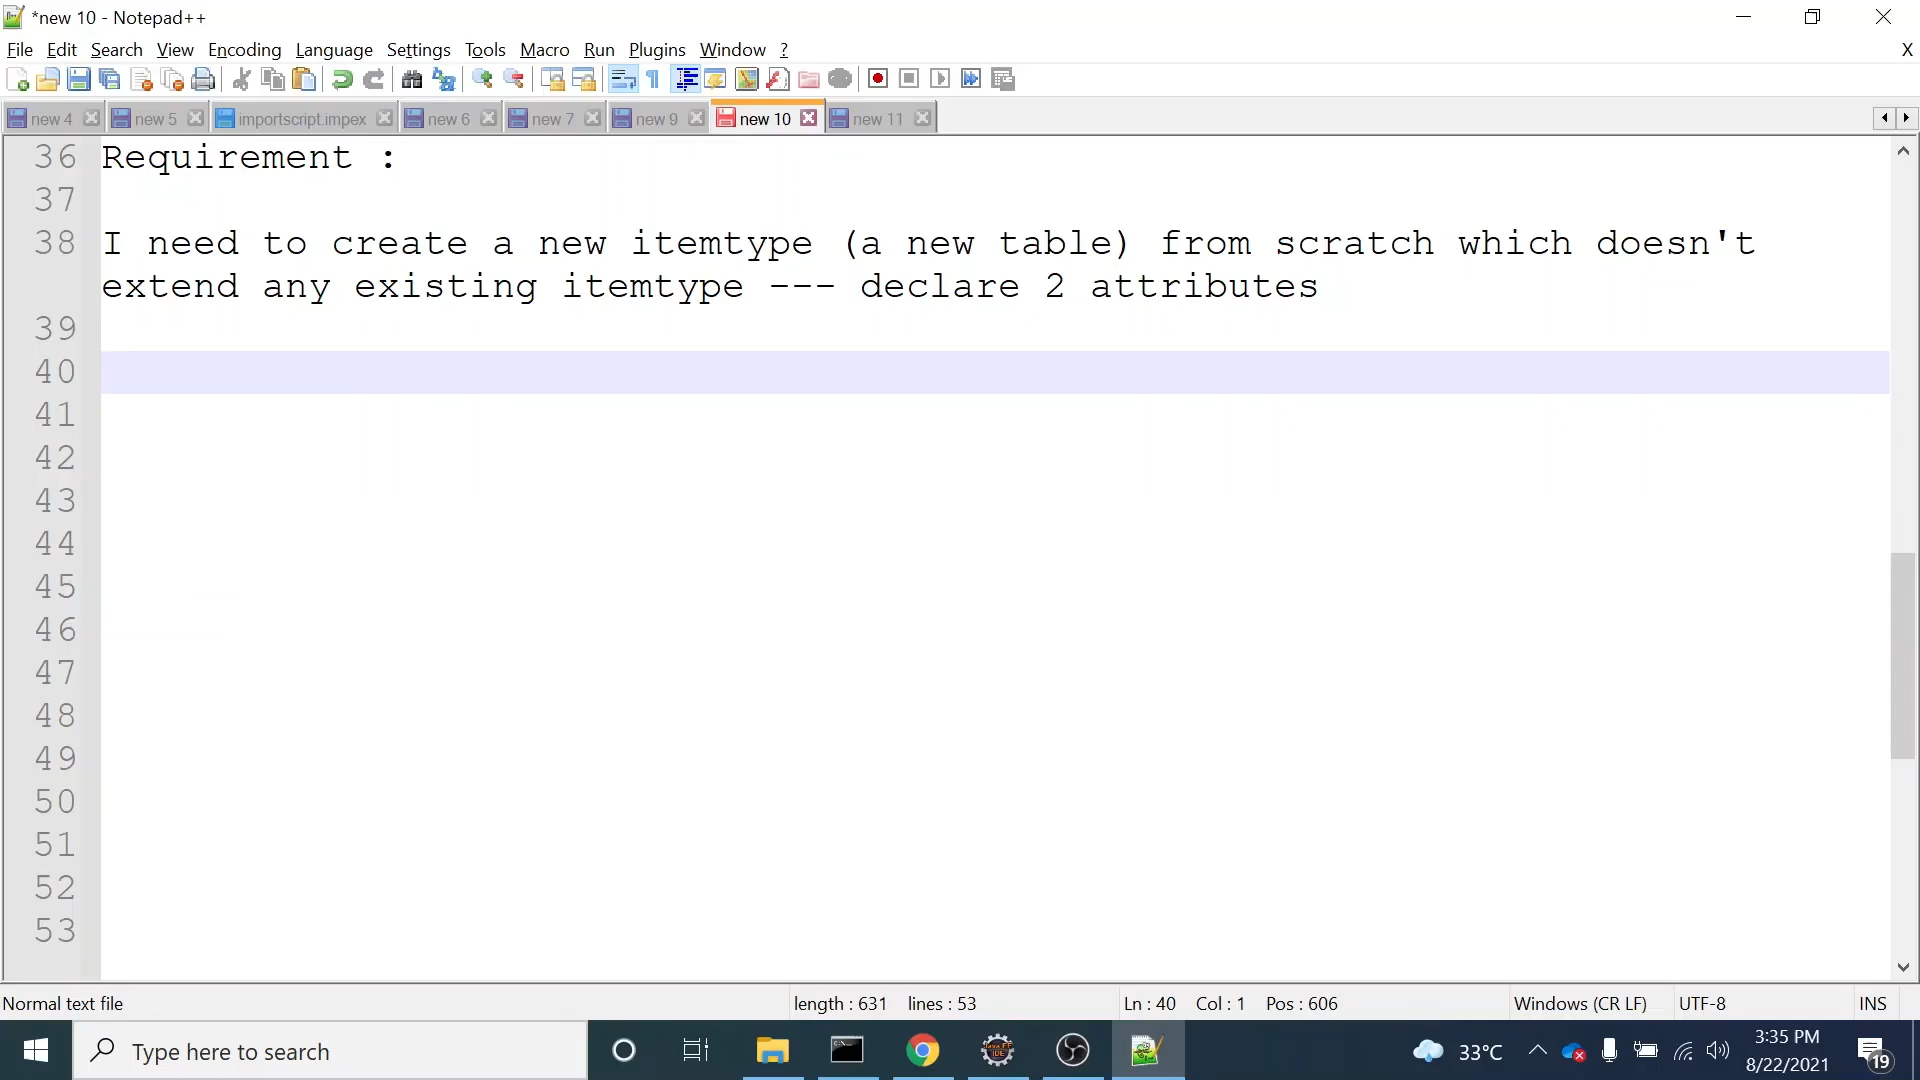 *new 10 - Notepad++
File Edit Search View Encoding Language Settings Tools Macro Run Plugins Window ? X
new 4 new 5 importscript.impex new 6 new 7 new 9 new 10 new 11
36 Requirement :
37
38 I need to create a new itemtype (a new table) from scratch which doesn't
extend any existing itemtype --- declare 2 attributes
39
40
41
42
43
44
45
46
47
48
49
50
51
52
53
Normal text file length : 631 lines : 53 Ln : 40 Col : 1 Pos : 606 Windows (CR LF) UTF-8 INS
Type here to search 33°C 3:35 PM
8/22/2021 19